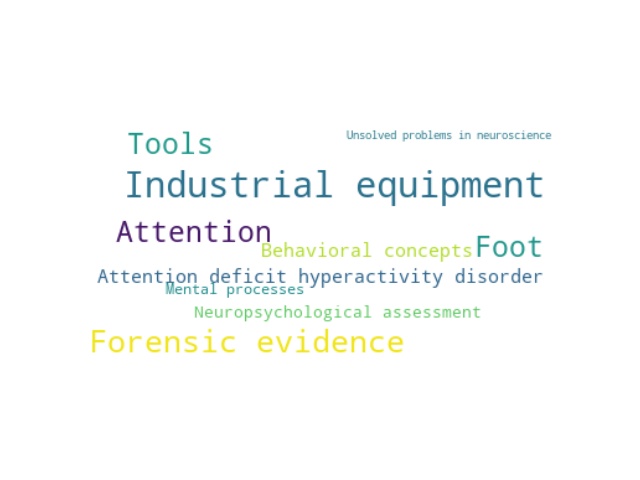 Unsolved problems in neuroscience
Tools
Industrial equipment
Attention
Behavioral concepts
Foot
Attention deficit hyperactivity disorder
Mental processes
Neuropsychological assessment
Forensic evidence